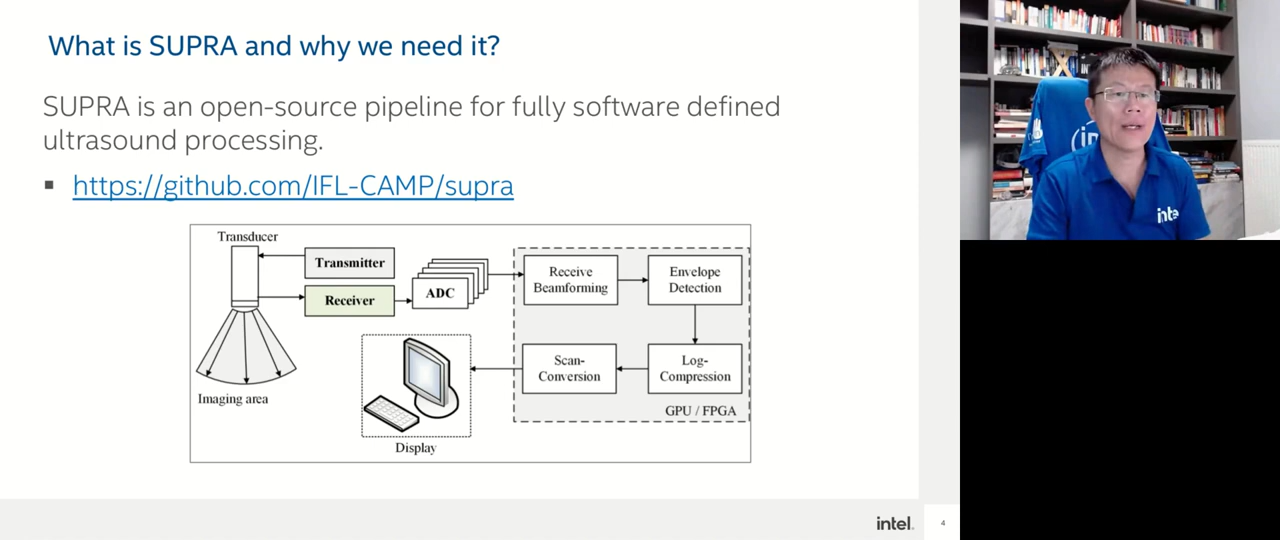 What is SUPRA and why we need it?
SUPRA is an open-source pipeline for fully software defined
ultrasound processing.
https://github.com/IFL-CAMP/supra
Transducer
Transmitter
Receiver
ADC
Receive
Beamforming
Envelope
Detection
Scan-
Conversion
Log-
Compression
GPU / FPGA
Imaging area
Display
intel.
4
inte